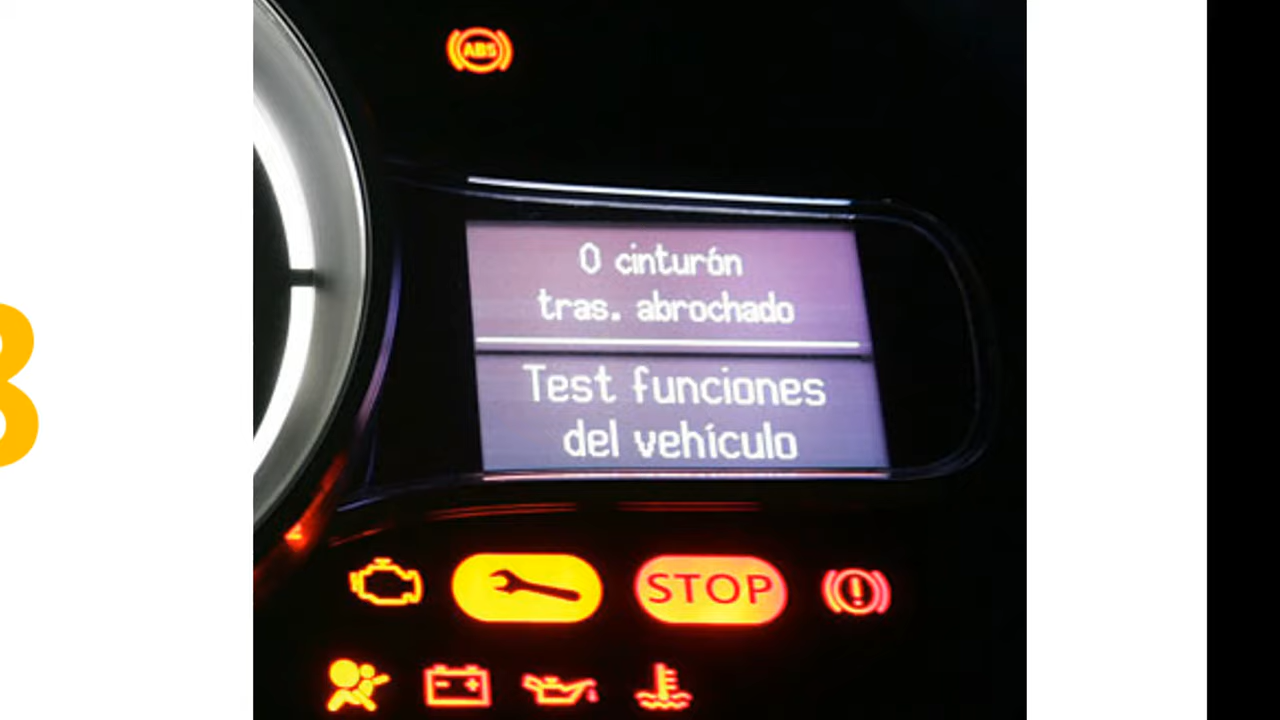 ABS
0 cinturón
tras. abrochado
Test funciones
del vehículo
STOP